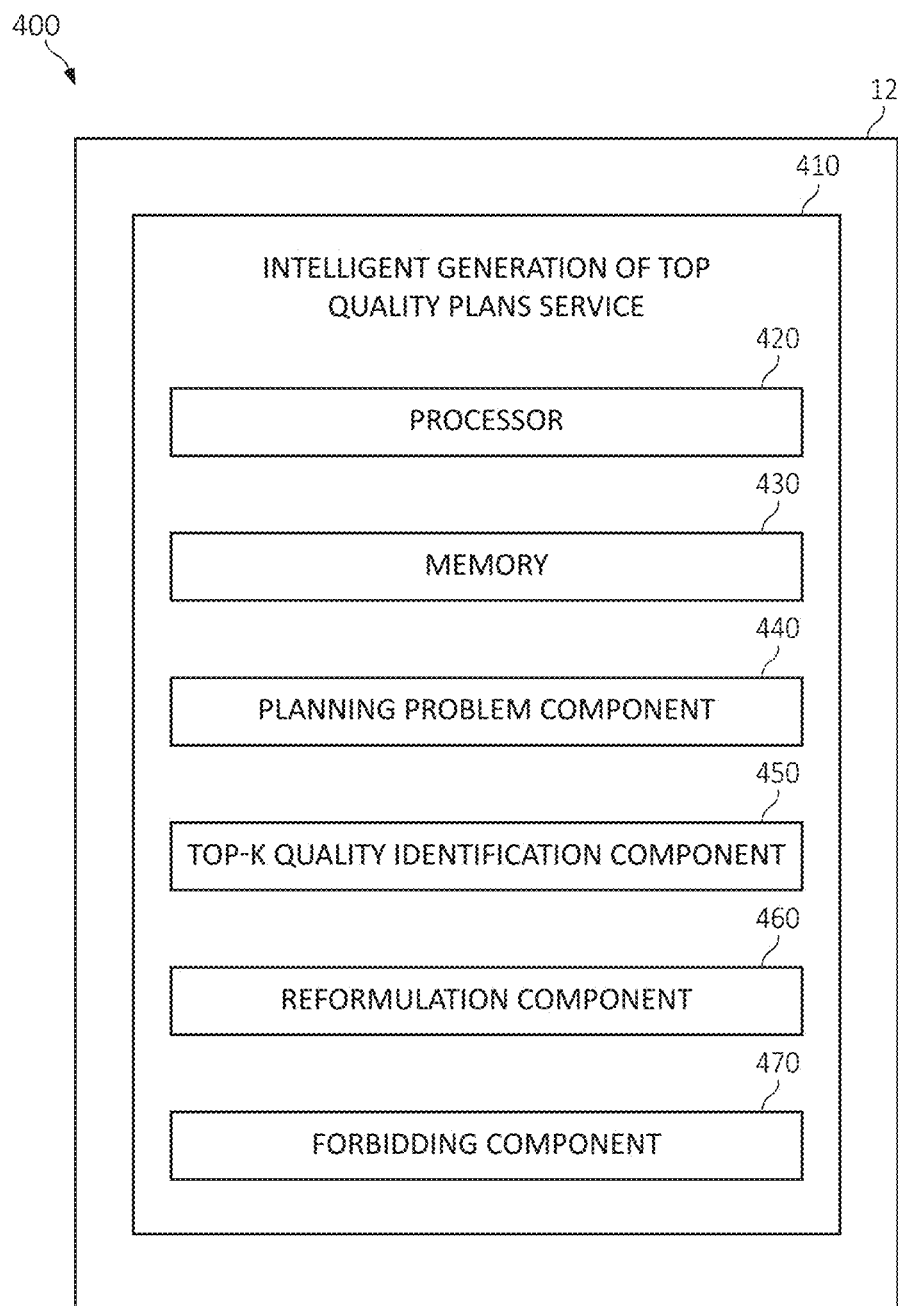 400
12
410
INTELLIGENT GENERATION OF TOP
QUALITY PLANS SERVICE
420
PROCESSOR
430
MEMORY
440
PLANNING PROBLEM COMPONENT
450
TOP-K QUALITY IDENTIFICATION COMPONENT
460
REFORMULATION COMPONENT
470
FORBIDDING COMPONENT